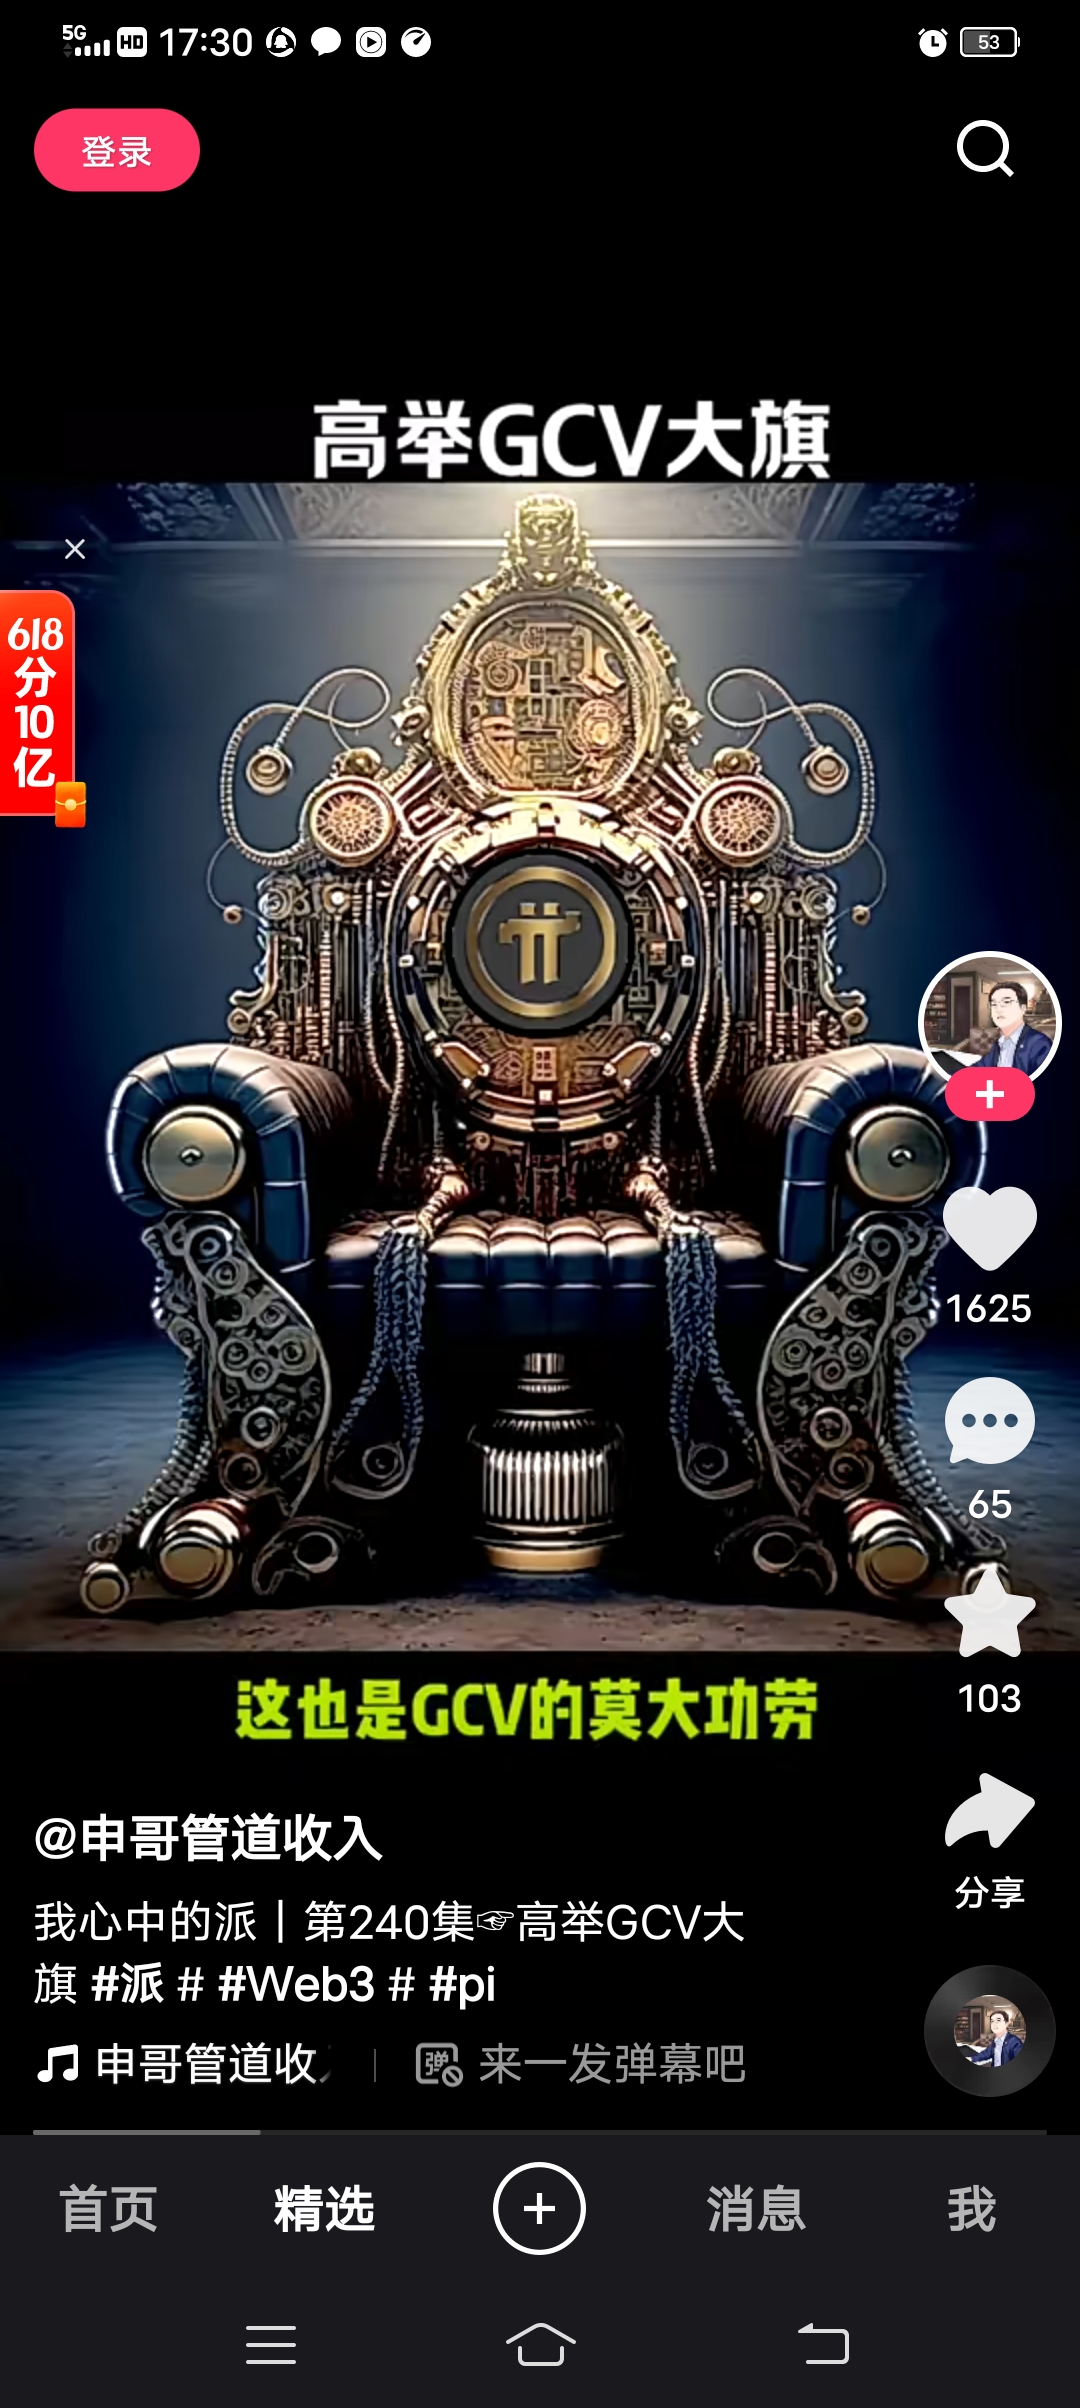 5G HD 17:30 53
登录
高举GCV大旗
618
分
10
亿
1625
65
103
这也是GCV的莫大功劳
分享
@申哥管道收入
我心中的派｜第240集☞高举GCV大
旗 #派 # #Web3 # #pi
申哥管道收 弹 来一发弹幕吧
首页 精选 消息 我